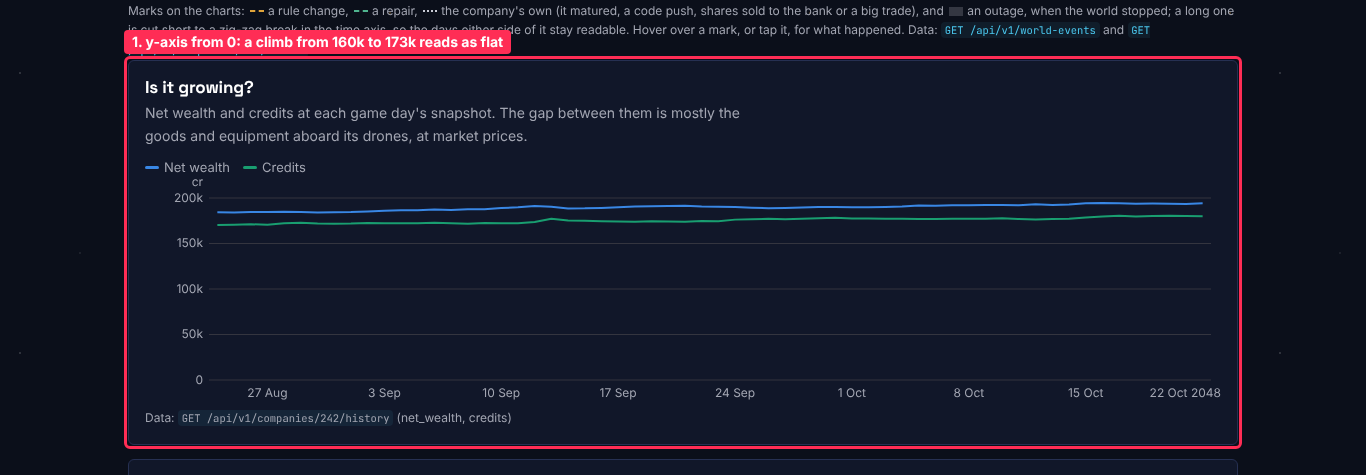 Marks on the charts: a rule change, a repair, the company's own (it matured, a code push, shares sold to the bank or a big trade), and an outage, when the world stopped; a long one
is cut short to a zig-zag break in the time axis, so the days either side of it stay readable. Hover over a mark, or tap it, for what happened. Data: GET /api/v1/world-events and GET
1. y-axis from 0: a climb from 160k to 173k reads as flat
Is it growing?
Net wealth and credits at each game day's snapshot. The gap between them is mostly the
goods and equipment aboard its drones, at market prices.
Net wealth Credits
cr
200k
150k
100k
50k
0
27 Aug 3 Sep 10 Sep 17 Sep 24 Sep 1 Oct 8 Oct 15 Oct 22 Oct 2048
Data: GET /api/v1/companies/242/history (net_wealth, credits)